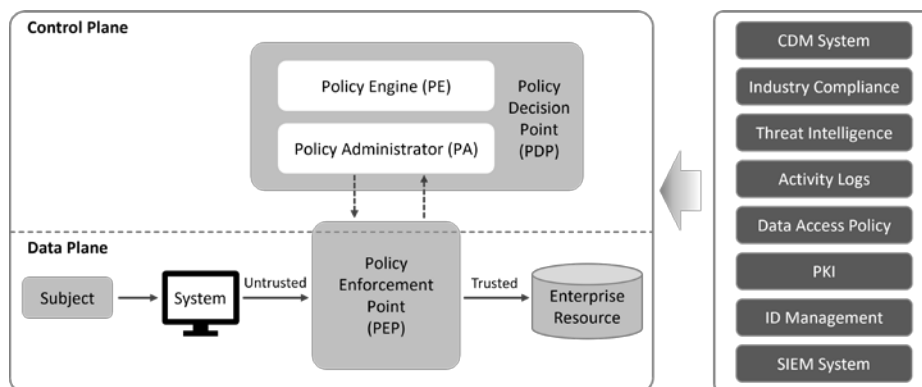 Control Plane
Policy Engine (PE)
Policy Administrator (PA)
Policy
Decision
Point
(PDP)
Data Plane
Subject
System
Untrusted
Policy
Enforcement
Point
(PEP)
Trusted
Enterprise
Resource
CDM System
Industry Compliance
Threat Intelligence
Activity Logs
Data Access Policy
PKI
ID Management
SIEM System